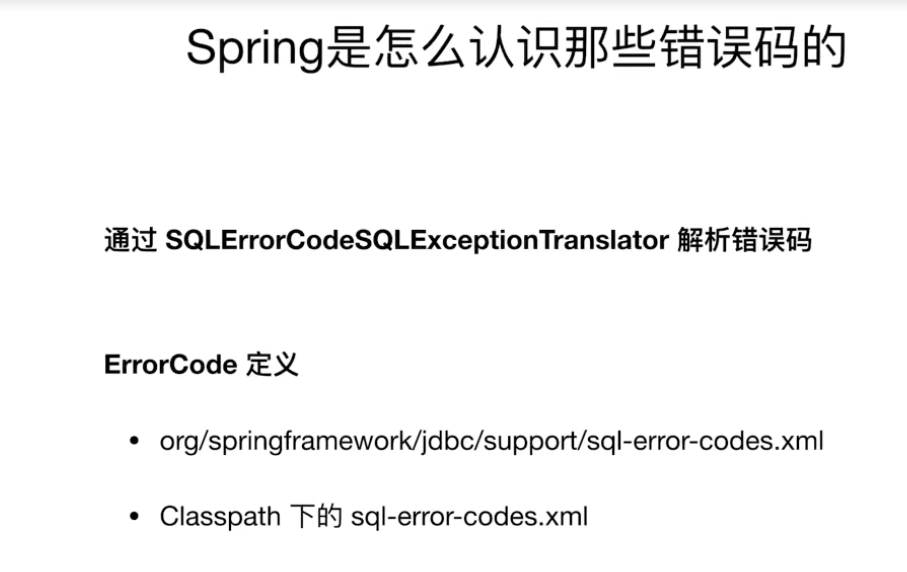 Spring是怎么认识那些错误码的
通过 SQLErrorCodeSQLExceptionTranslator 解析错误码
ErrorCode 定义
• org/springframework/jdbc/support/sql-error-codes.xml
• Classpath 下的 sql-error-codes.xml